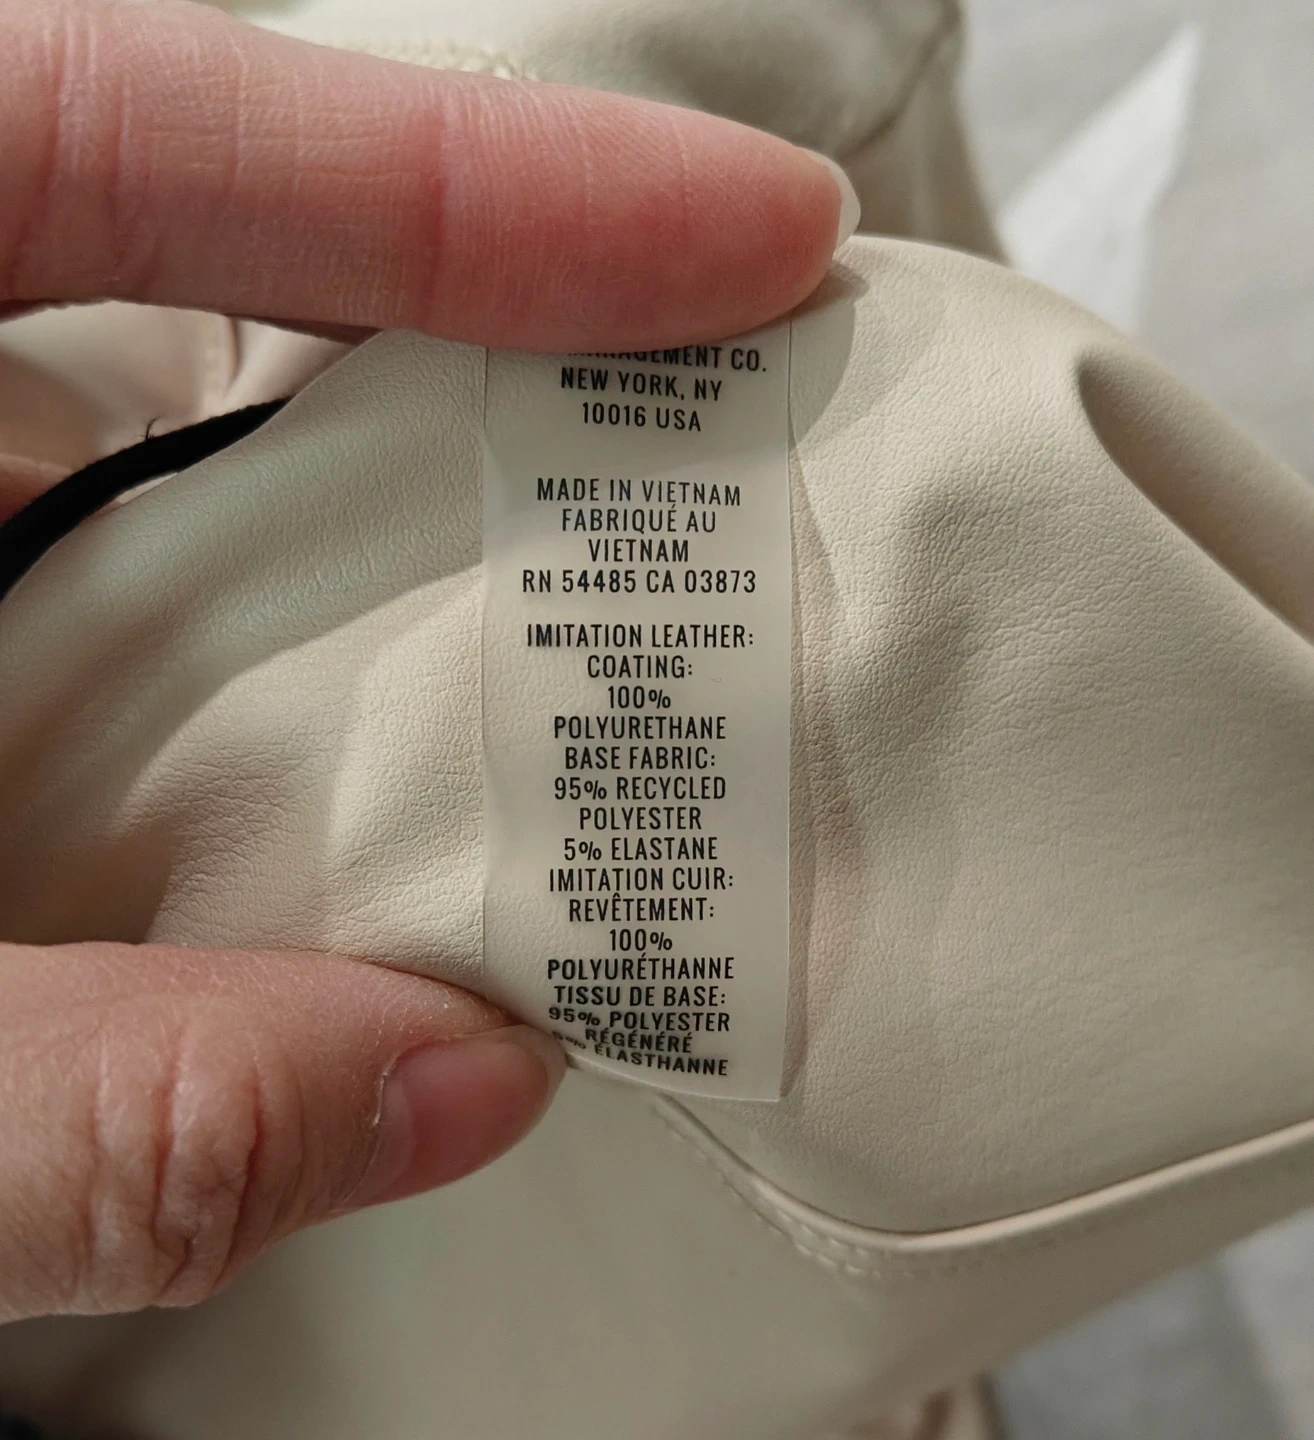 MANAGEMENT CO.
NEW YORK, NY
10016 USA
MADE IN VIETNAM
FABRIQUÉ AU
VIETNAM
RN 54485 CA 03873
IMITATION LEATHER:
COATING:
100%
POLYURETHANE
BASE FABRIC:
95% RECYCLED
POLYESTER
5% ELASTANE
IMITATION CUIR:
REVÊTEMENT:
100%
POLYURÉTHANNE
TISSU DE BASE:
95% POLYESTER
RÉGÉNÉRÉ
5% ÉLASTHANNE